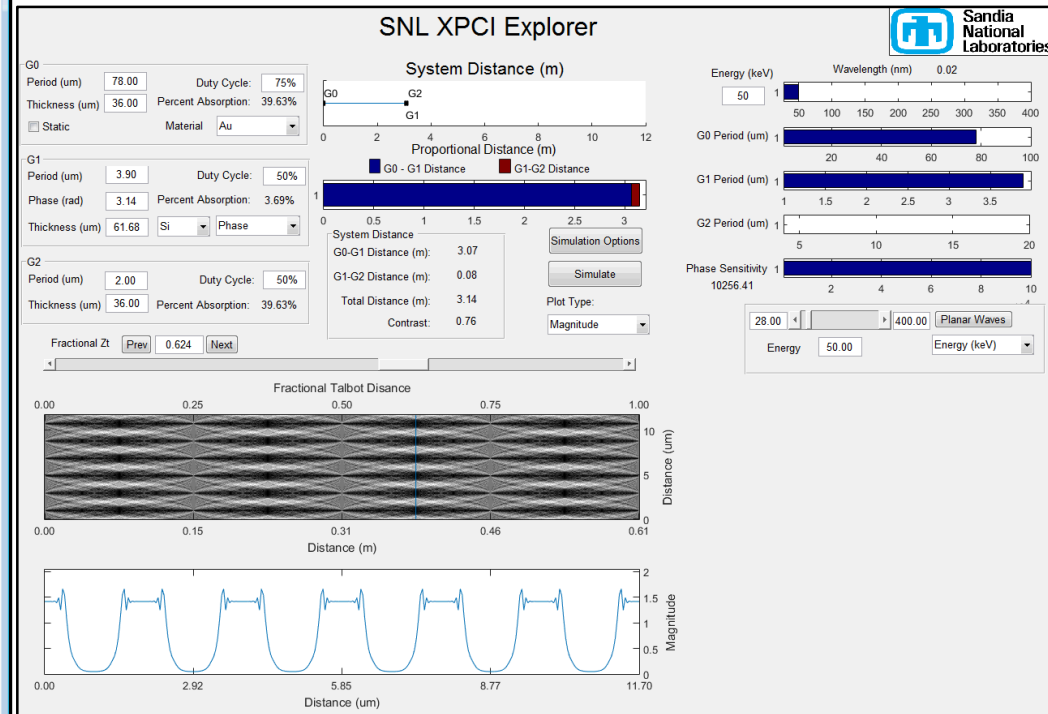 SNL XPCI Explorer
Sandia
National
Laboratories
G0
Period (um) 78.00 Duty Cycle: 75%
Thickness (um) 36.00 Percent Absorption: 39.63%
Static Material Au
G1
Period (um) 3.90 Duty Cycle: 50%
Phase (rad) 3.14 Percent Absorption: 3.69%
Thickness (um) 61.68 Si Phase
G2
Period (um) 2.00 Duty Cycle: 50%
Thickness (um) 36.00 Percent Absorption: 39.63%
System Distance (m)
G0 G2
G1
0 2 4 6 8 10 12
Proportional Distance (m)
G0 - G1 Distance G1-G2 Distance
1
0 0.5 1 1.5 2 2.5 3
System Distance
G0-G1 Distance (m): 3.07
G1-G2 Distance (m): 0.08
Total Distance (m): 3.14
Contrast: 0.76
Simulation Options
Simulate
Plot Type:
Magnitude
Energy (keV) Wavelength (nm) 0.02
50 1
50 100 150 200 250 300 350 400
G0 Period (um) 1
20 40 60 80 100
G1 Period (um) 1
1 1.5 2 2.5 3 3.5
G2 Period (um) 1
5 10 15 20
Phase Sensitivity 1
10256.41
2 4 6 8 10
28.00 400.00 Planar Waves
Energy 50.00 Energy (keV)
Fractional Zt Prev 0.624 Next
Fractional Talbot Disance
0.00 0.25 0.50 0.75 1.00
10
5
0
Distance (um)
0.00 0.15 0.31 0.46 0.61
Distance (m)
2
1.5
1
0.5
0
Magnitude
0.00 2.92 5.85 8.77 11.70
Distance (um)